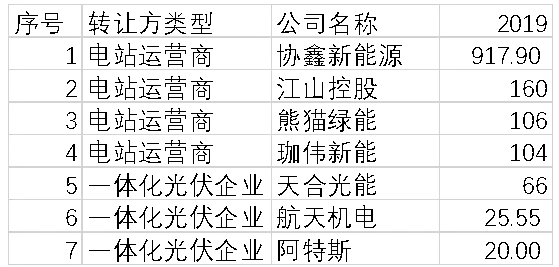 序号 转让方类型 公司名称 2019
1 电站运营商 协鑫新能源 917.90
2 电站运营商 江山控股 160
3 电站运营商 熊猫绿能 106
4 电站运营商 珈伟新能 104
5 一体化光伏企业 天合光能 66
6 一体化光伏企业 航天机电 25.55
7 一体化光伏企业 阿特斯 20.00